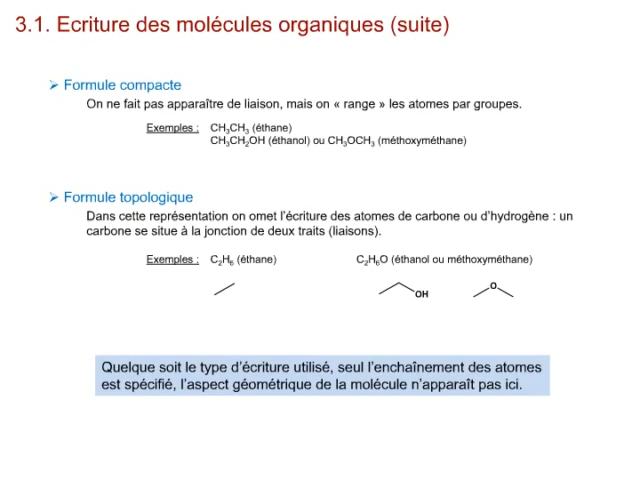 3.1. Ecriture des molécules organiques (suite)
➢ Formule compacte
On ne fait pas apparaître de liaison, mais on « range » les atomes par groupes.
Exemples : CH₃CH₃ (éthane)
CH₃CH₂OH (éthanol) ou CH₃OCH₃ (méthoxyméthane)
➢ Formule topologique
Dans cette représentation on omet l'écriture des atomes de carbone ou d'hydrogène : un
carbone se situe à la jonction de deux traits (liaisons).
Exemples : C₂H₆ (éthane) C₂H₆O (éthanol ou méthoxyméthane)
OH O
Quelque soit le type d'écriture utilisé, seul l'enchaînement des atomes
est spécifié, l'aspect géométrique de la molécule n'apparaît pas ici.